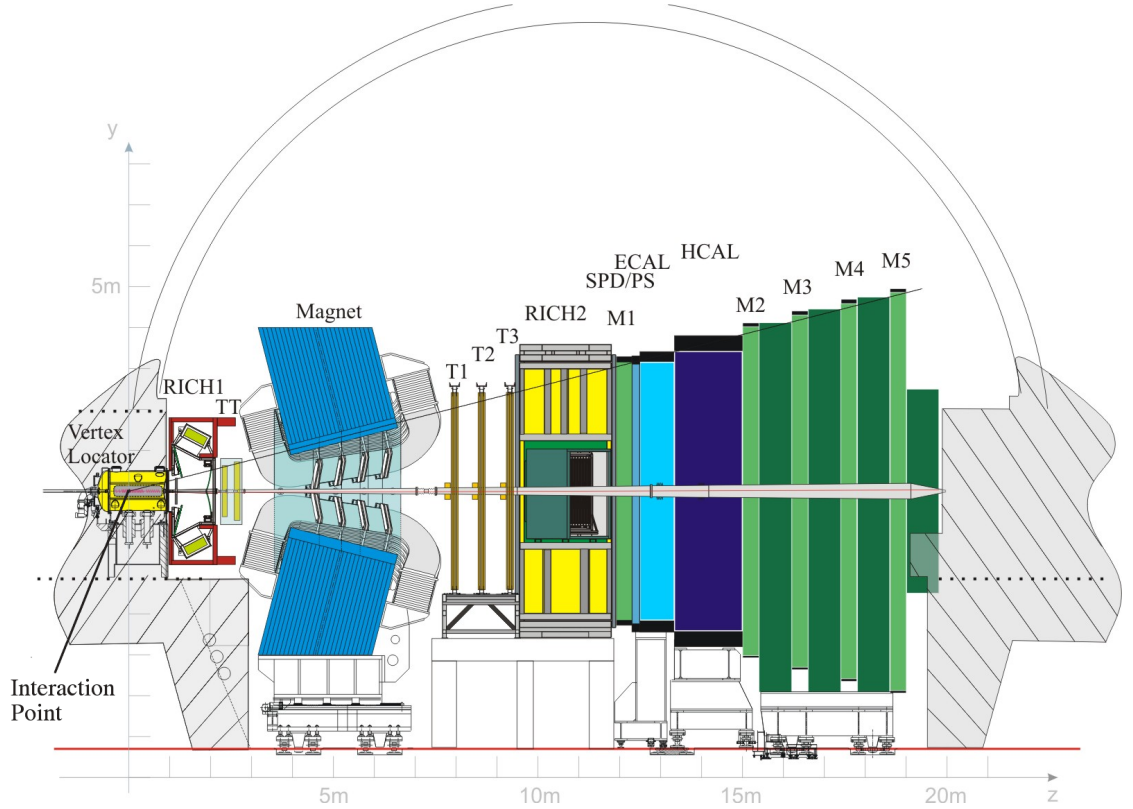 y
5m
Vertex
Locator
RICH1
TT
Magnet
T1
T2
T3
RICH2
M1
SPD/PS
ECAL
HCAL
M2
M3
M4
M5
Interaction
Point
5m
10m
15m
20m
z